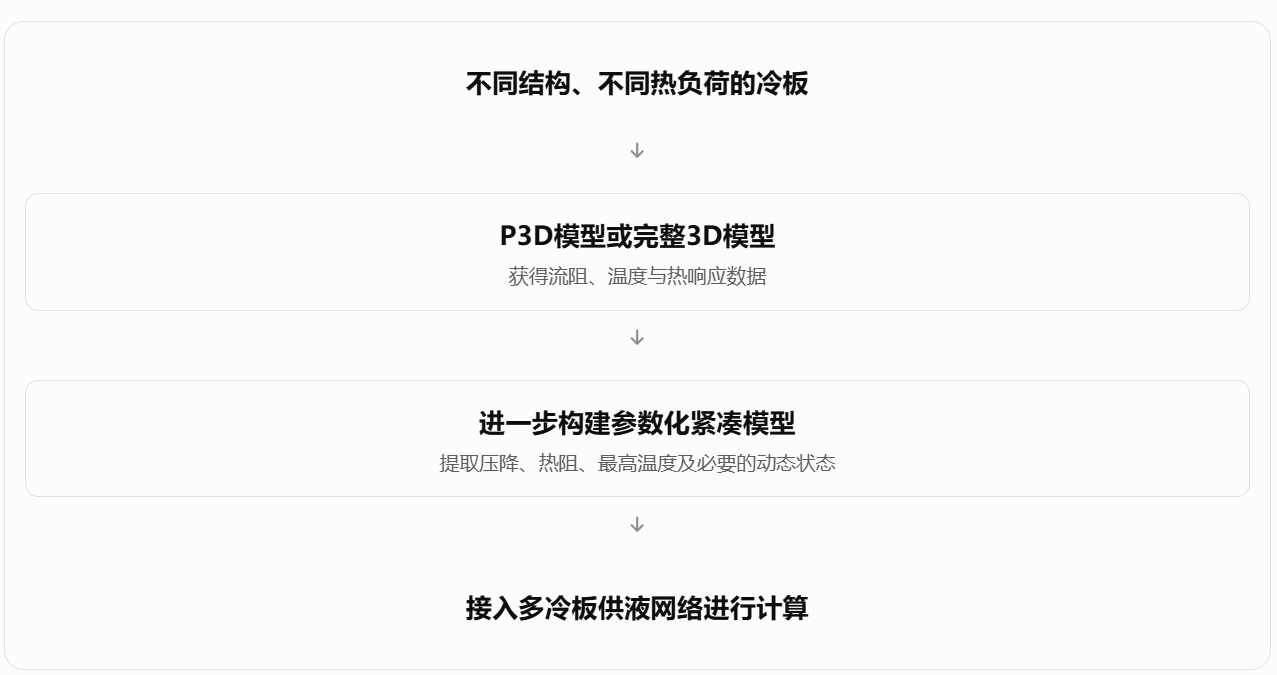 不同结构、不同热负荷的冷板
↓
P3D模型或完整3D模型
获得流阻、温度与热响应数据
↓
进一步构建参数化紧凑模型
提取压降、热阻、最高温度及必要的动态状态
↓
接入多冷板供液网络进行计算